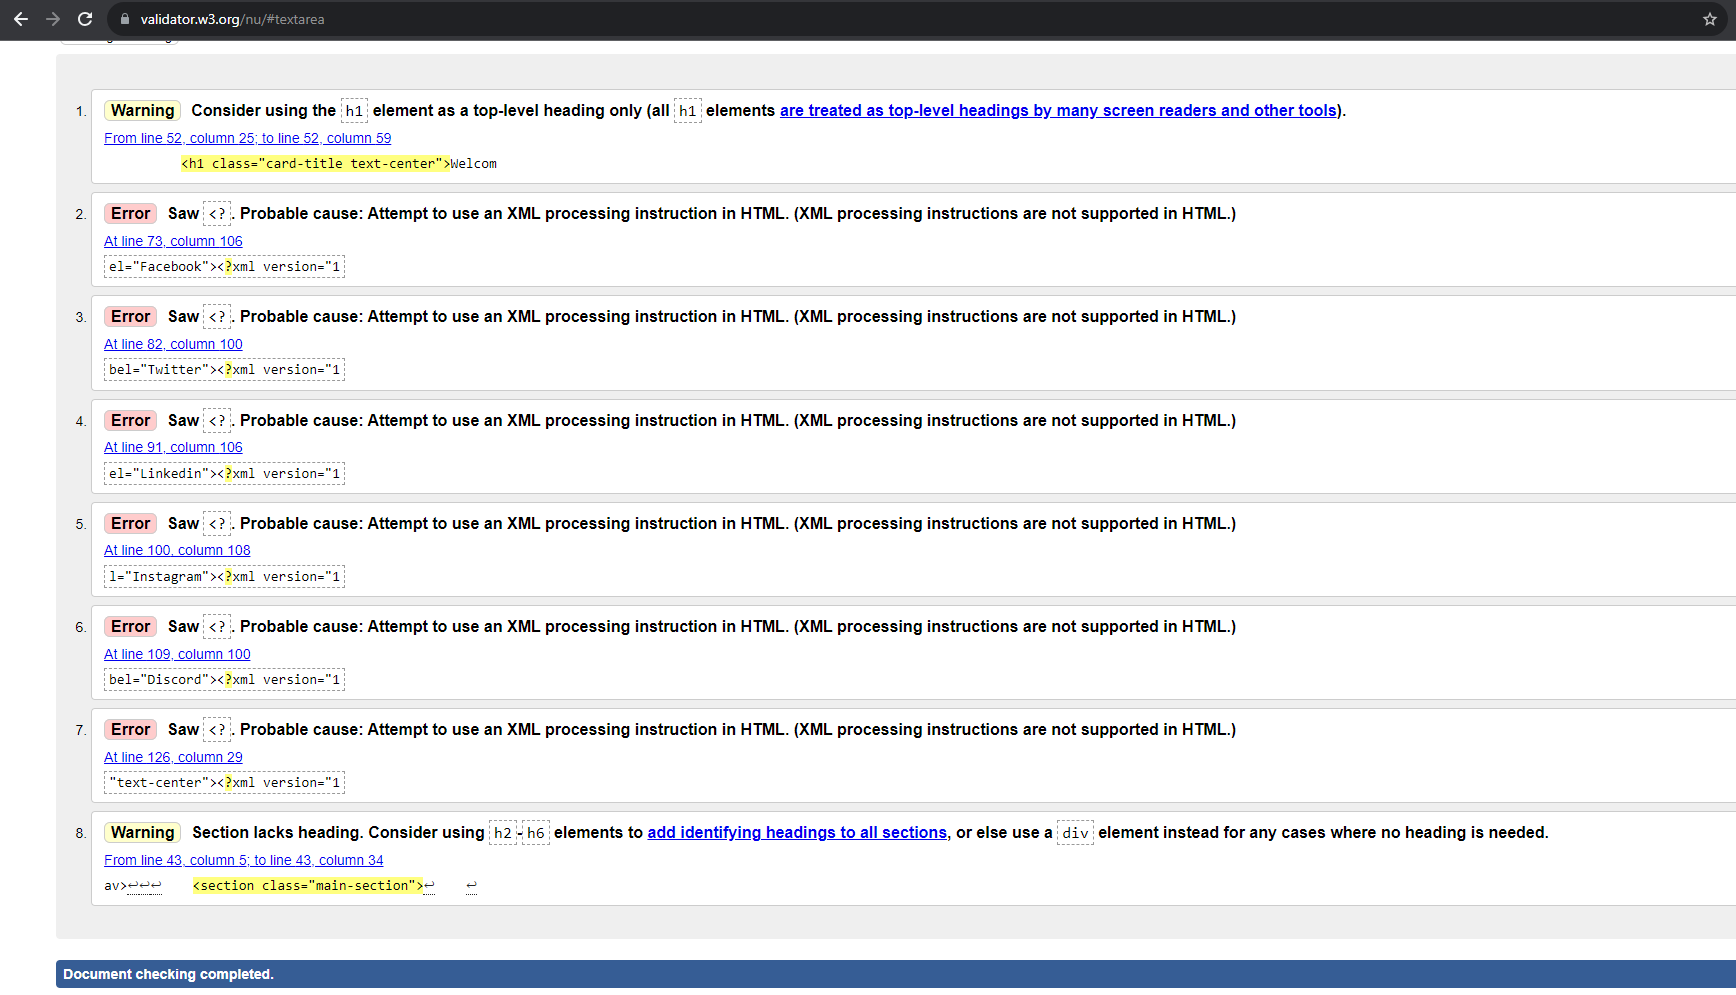 validator.w3.org/nu/#textarea
1. Warning Consider using the h1 element as a top-level heading only (all h1 elements are treated as top-level headings by many screen readers and other tools).
From line 52, column 25; to line 52, column 59
<h1 class="card-title text-center">Welcom
2. Error Saw <?. Probable cause: Attempt to use an XML processing instruction in HTML. (XML processing instructions are not supported in HTML.)
At line 73, column 106
el="Facebook"><?xml version="1
3. Error Saw <?. Probable cause: Attempt to use an XML processing instruction in HTML. (XML processing instructions are not supported in HTML.)
At line 82, column 100
bel="Twitter"><?xml version="1
4. Error Saw <?. Probable cause: Attempt to use an XML processing instruction in HTML. (XML processing instructions are not supported in HTML.)
At line 91, column 106
el="Linkedin"><?xml version="1
5. Error Saw <?. Probable cause: Attempt to use an XML processing instruction in HTML. (XML processing instructions are not supported in HTML.)
At line 100, column 108
l="Instagram"><?xml version="1
6. Error Saw <?. Probable cause: Attempt to use an XML processing instruction in HTML. (XML processing instructions are not supported in HTML.)
At line 109, column 100
bel="Discord"><?xml version="1
7. Error Saw <?. Probable cause: Attempt to use an XML processing instruction in HTML. (XML processing instructions are not supported in HTML.)
At line 126, column 29
"text-center"><?xml version="1
8. Warning Section lacks heading. Consider using h2-h6 elements to add identifying headings to all sections, or else use a div element instead for any cases where no heading is needed.
From line 43, column 5; to line 43, column 34
av>↩↩↩ <section class="main-section">↩ ↩
Document checking completed.